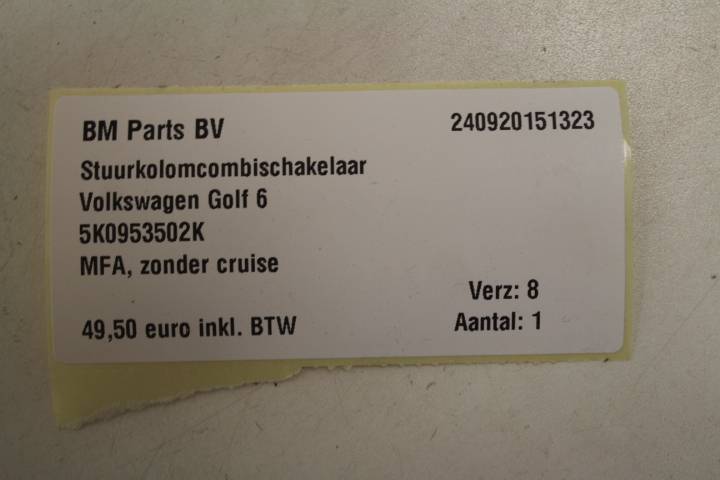 BM Parts BV
240920151323
Stuurkolomcombischakelaar
Volkswagen Golf 6
5K0953502K
MFA, zonder cruise
Verz: 8
49,50 euro inkl. BTW
Aantal: 1